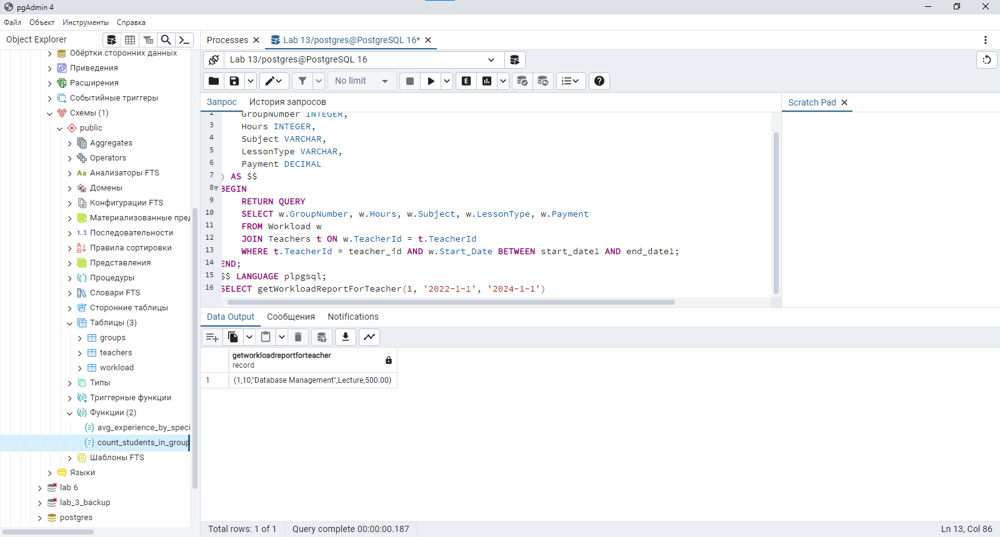 pgAdmin 4
Файл Объект Инструменты Справка
Object Explorer
Обёртки сторонних данных
Приведения
Расширения
Событийные триггеры
Схемы (1)
public
Aggregates
Operators
Aa Анализаторы FTS
Домены
Конфигурации FTS
Материализованные пред
1..3 Последовательности
Правила сортировки
Представления
Процедуры
Словари FTS
Сторонние таблицы
Таблицы (3)
groups
teachers
workload
Типы
Триггерные функции
Функции (2)
avg_experience_by_speci
count_students_in_group
Шаблоны FTS
Языки
lab 6
lab_3_backup
postgres
Processes
Lab 13/postgres@PostgreSQL 16*
Lab 13/postgres@PostgreSQL 16
No limit
E
Запрос История запросов
Scratch Pad
2 GroupNumber INTEGER,
3 Hours INTEGER,
4 Subject VARCHAR,
5 LessonType VARCHAR,
6 Payment DECIMAL
7 ) AS $$
8 BEGIN
9 RETURN QUERY
10 SELECT w.GroupNumber, w.Hours, w.Subject, w.LessonType, w.Payment
11 FROM Workload w
12 JOIN Teachers t ON w.TeacherId = t.TeacherId
13 WHERE t.TeacherId = teacher_id AND w.Start_Date BETWEEN start_date1 AND end_date1;
14 END;
15 $$ LANGUAGE plpgsql;
16 SELECT getWorkloadReportForTeacher(1, '2022-1-1', '2024-1-1')
Data Output Сообщения Notifications
getworkloadreportforteacher
record
1 (1,10,"Database Management",Lecture,500.00)
Total rows: 1 of 1 Query complete 00:00:00.187 Ln 13, Col 86